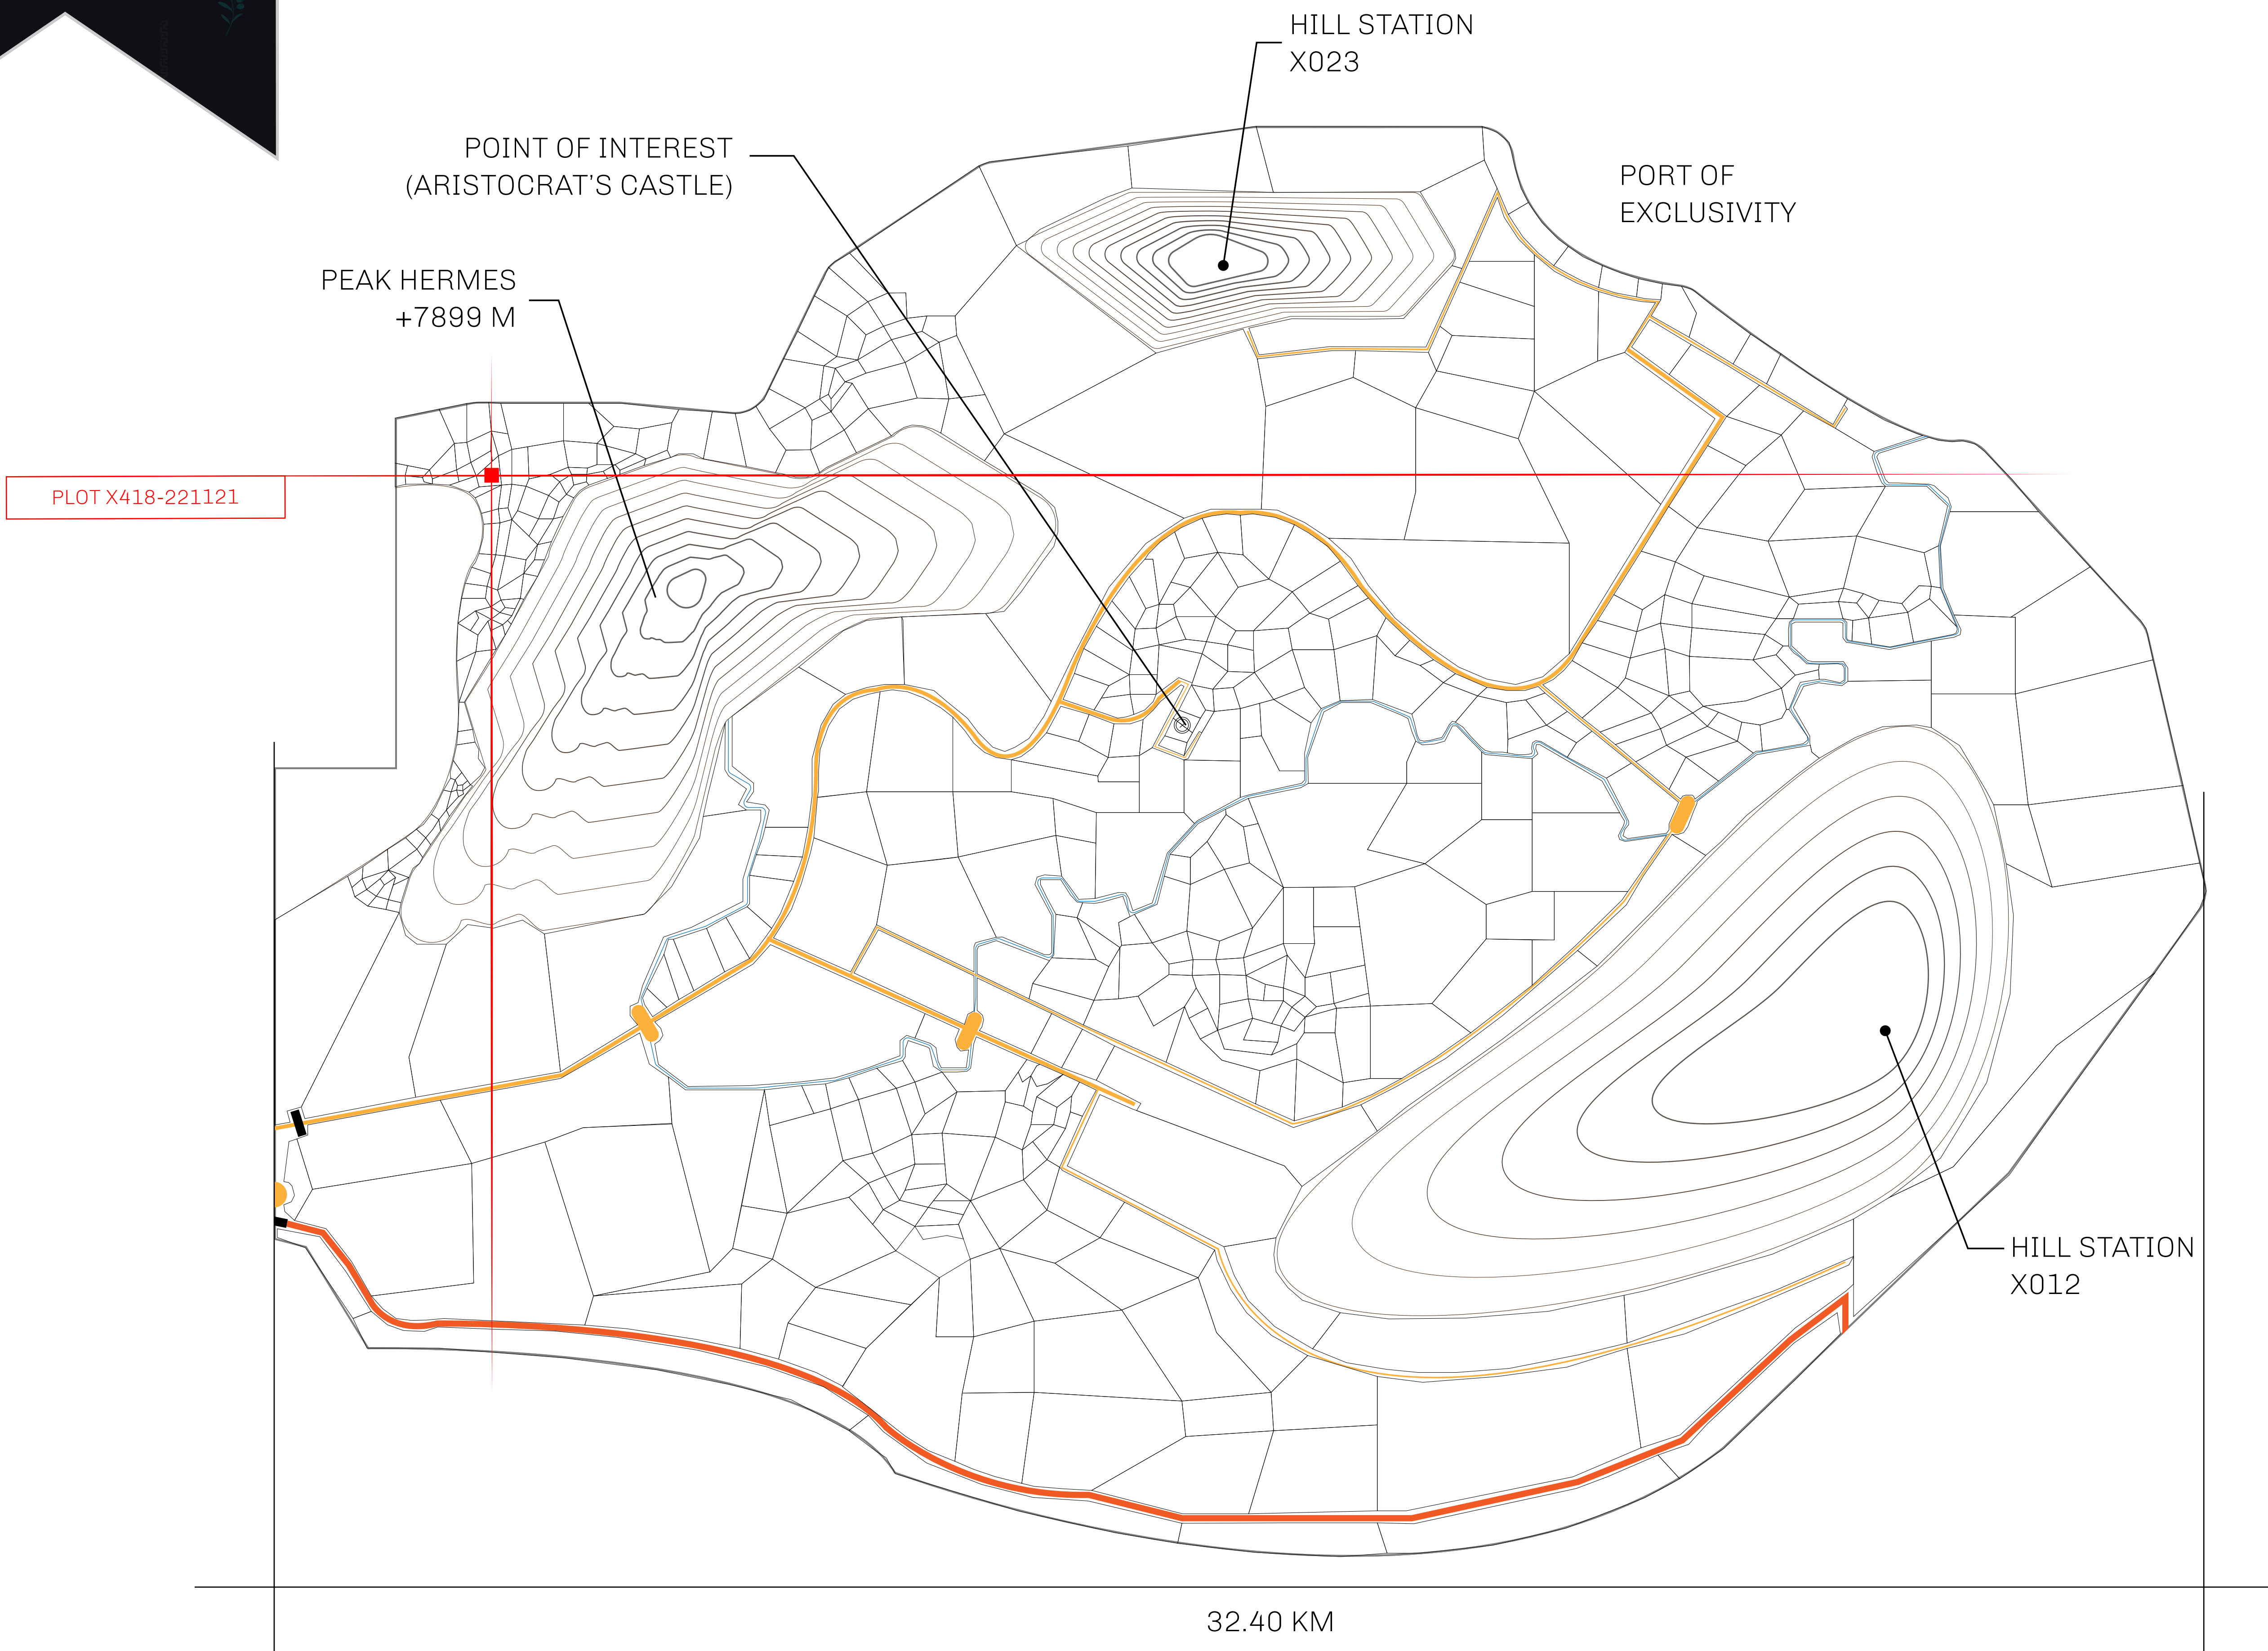 HILL STATION
X023
POINT OF INTEREST
(ARISTOCRAT'S CASTLE)
PORT OF
EXCLUSIVITY
PEAK HERMES
+7899 M
PLOT X418-221121
HILL STATION
X012
32.40 KM